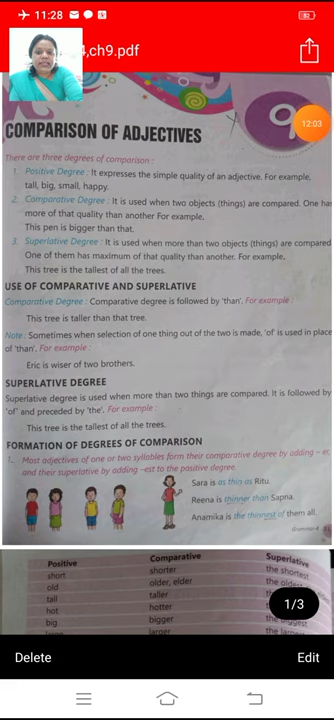 11:28
4,ch9.pdf
9
12:03
COMPARISON OF ADJECTIVES
There are three degrees of comparison :
1. Positive Degree : It expresses the simple quality of an adjective. For example,
tall, big, small, happy.
2. Comparative Degree : It is used when two objects (things) are compared. One has
more of that quality than another For example,
This pen is bigger than that.
3. Superlative Degree : It is used when more than two objects (things) are compared
One of them has maximum of that quality than another. For example,
This tree is the tallest of all the trees.
USE OF COMPARATIVE AND SUPERLATIVE
Comparative Degree : Comparative degree is followed by 'than'. For example :
This tree is taller than that tree.
Note : Sometimes when selection of one thing out of the two is made, 'of' is used in place
of 'than'. For example :
Eric is wiser of two brothers.
SUPERLATIVE DEGREE
Superlative degree is used when more than two things are compared. It is followed by
'of' and preceded by 'the'. For example :
This tree is the tallest of all the trees.
FORMATION OF DEGREES OF COMPARISON
1. Most adjectives of one or two syllables form their comparative degree by adding – er,
and their superlative by adding –est to the positive degree.
Sara is as thin as Ritu.
Reena is thinner than Sapna.
Anamika is the thinnest of them all.
Grammar-4
Positive Comparative Superlative
short shorter the shortest
old older, elder the oldest
tall taller
hot hotter
big bigger the biggest
large larger the largest
1/3
Delete Edit